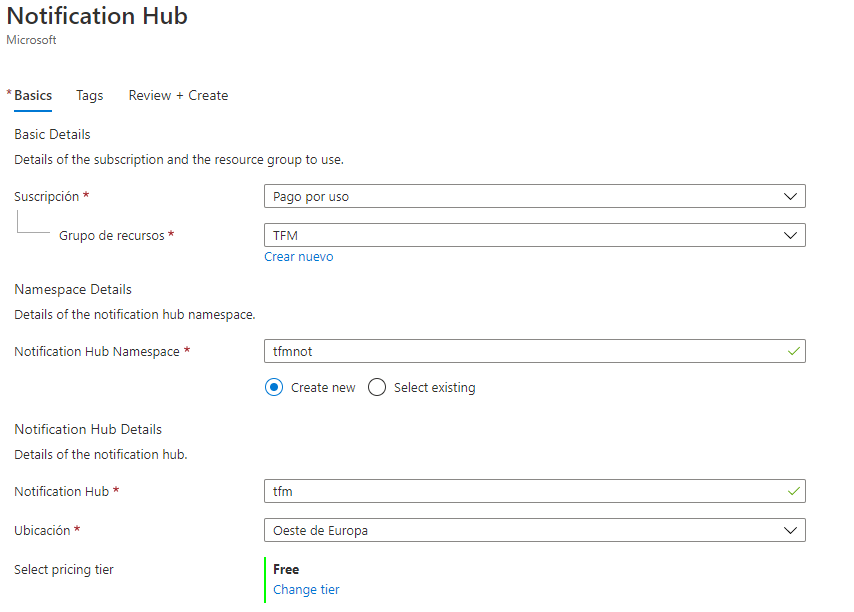 Notification Hub
Microsoft
* Basics Tags Review + Create
Basic Details
Details of the subscription and the resource group to use.
Suscripción * Pago por uso
Grupo de recursos * TFM
Crear nuevo
Namespace Details
Details of the notification hub namespace.
Notification Hub Namespace * tfmnot
Create new Select existing
Notification Hub Details
Details of the notification hub.
Notification Hub * tfm
Ubicación * Oeste de Europa
Select pricing tier Free
Change tier